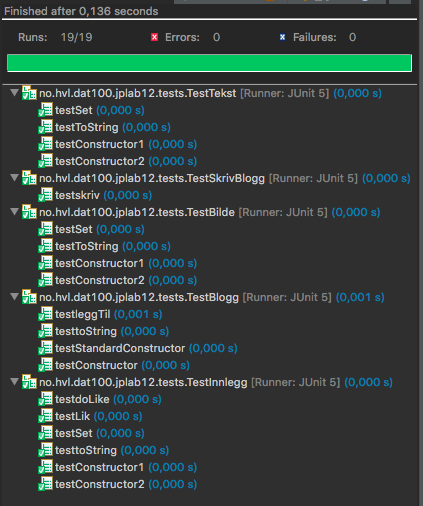 Finished after 0,136 seconds
Runs: 19/19 Errors: 0 Failures: 0
no.hvl.dat100.jplab12.tests.TestTekst [Runner: JUnit 5] (0,000 s)
testSet (0,000 s)
testToString (0,000 s)
testConstructor1 (0,000 s)
testConstructor2 (0,000 s)
no.hvl.dat100.jplab12.tests.TestSkrivBlogg [Runner: JUnit 5] (0,000 s)
testskriv (0,000 s)
no.hvl.dat100.jplab12.tests.TestBilde [Runner: JUnit 5] (0,000 s)
testSet (0,000 s)
testToString (0,000 s)
testConstructor1 (0,000 s)
testConstructor2 (0,000 s)
no.hvl.dat100.jplab12.tests.TestBlogg [Runner: JUnit 5] (0,001 s)
testleggTil (0,001 s)
testtoString (0,000 s)
testStandardConstructor (0,000 s)
testConstructor (0,000 s)
no.hvl.dat100.jplab12.tests.TestInnlegg [Runner: JUnit 5] (0,000 s)
testdoLike (0,000 s)
testLik (0,000 s)
testSet (0,000 s)
testtoString (0,000 s)
testConstructor1 (0,000 s)
testConstructor2 (0,000 s)